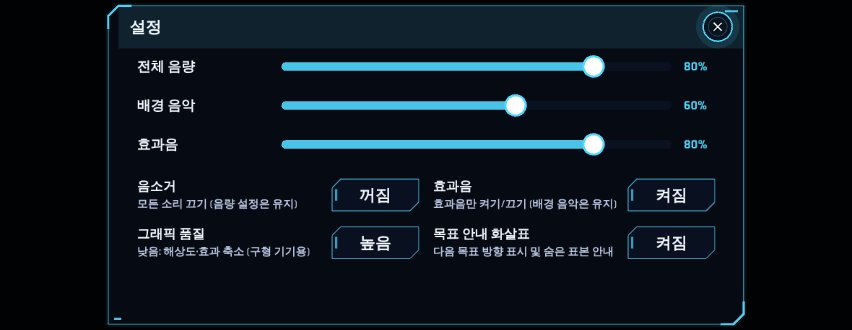 설정
전체 음량 80%
배경 음악 60%
효과음 80%
음소거
모든 소리 끄기 (음량 설정은 유지)
꺼짐
효과음
효과음만 켜기/끄기 (배경 음악은 유지)
켜짐
그래픽 품질
낮음: 해상도·효과 축소 (구형 기기용)
높음
목표 안내 화살표
다음 목표 방향 표시 및 숨은 표본 안내
켜짐